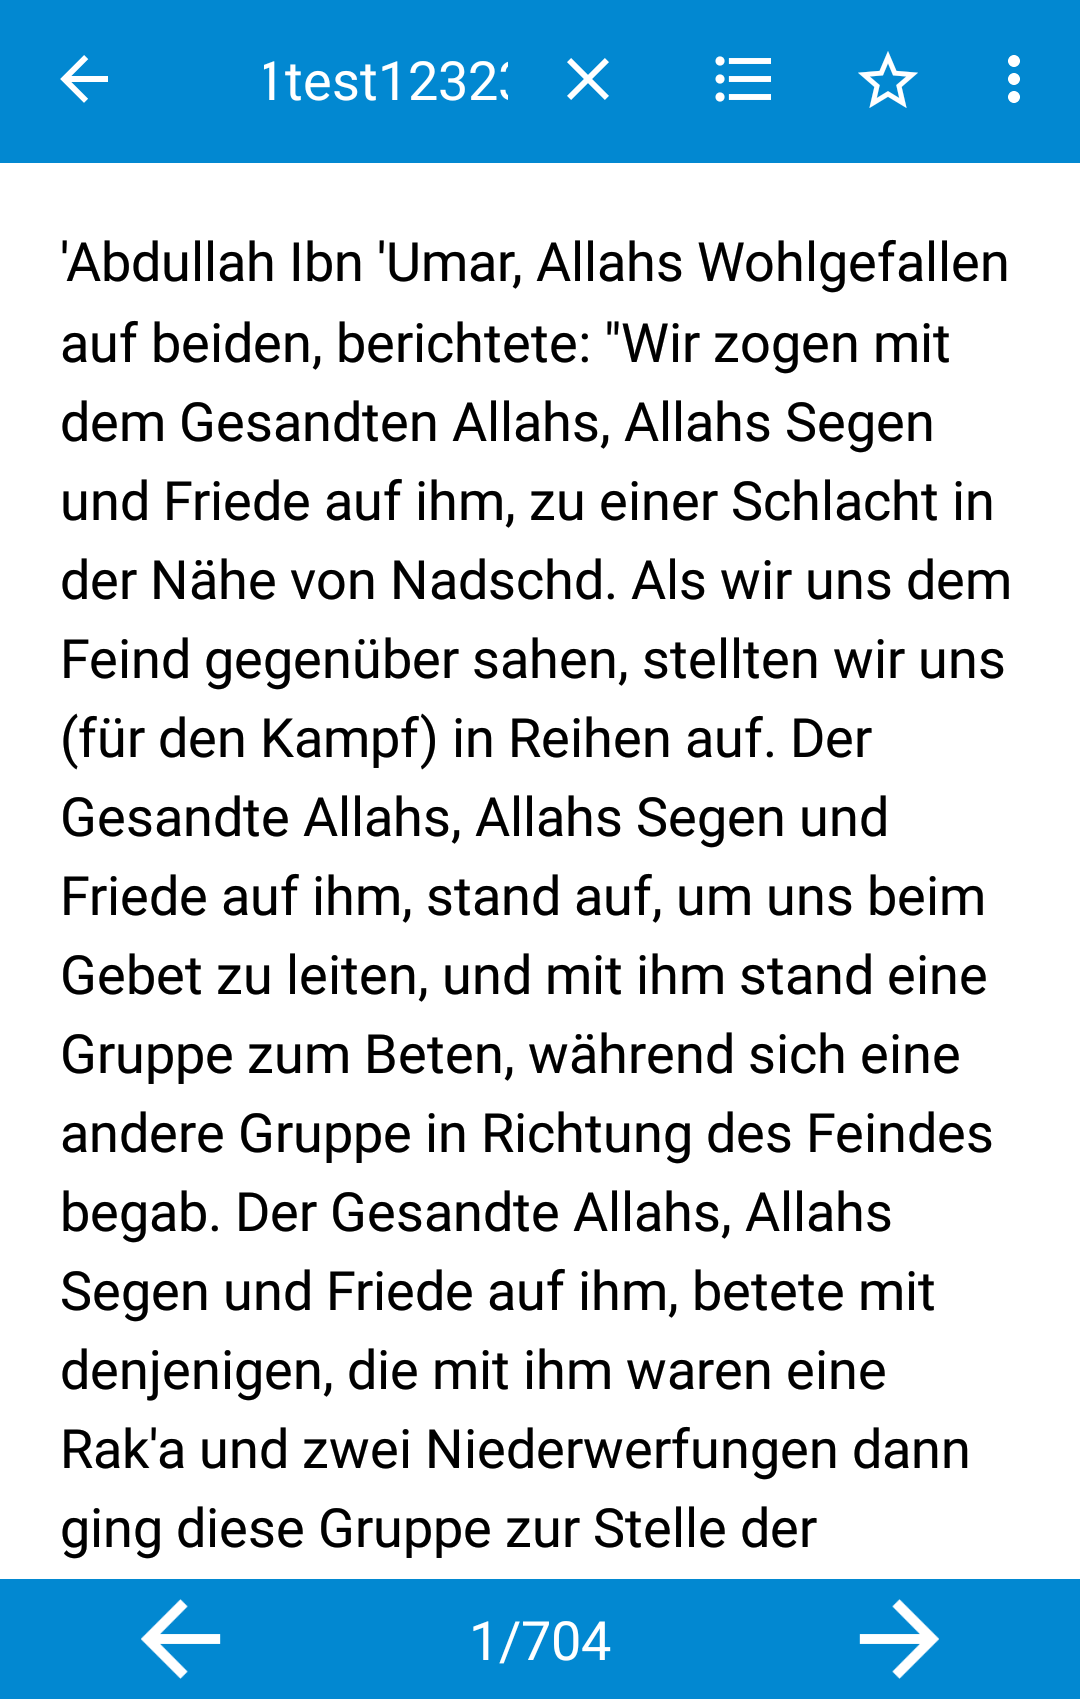 1test1232
'Abdullah Ibn 'Umar, Allahs Wohlgefallen
auf beiden, berichtete: "Wir zogen mit
dem Gesandten Allahs, Allahs Segen
und Friede auf ihm, zu einer Schlacht in
der Nähe von Nadschd. Als wir uns dem
Feind gegenüber sahen, stellten wir uns
(für den Kampf) in Reihen auf. Der
Gesandte Allahs, Allahs Segen und
Friede auf ihm, stand auf, um uns beim
Gebet zu leiten, und mit ihm stand eine
Gruppe zum Beten, während sich eine
andere Gruppe in Richtung des Feindes
begab. Der Gesandte Allahs, Allahs
Segen und Friede auf ihm, betete mit
denjenigen, die mit ihm waren eine
Rak'a und zwei Niederwerfungen dann
ging diese Gruppe zur Stelle der
1/704